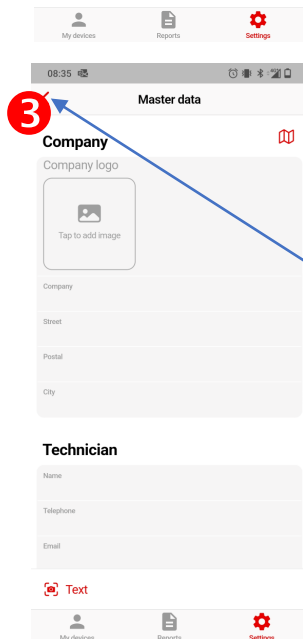 My devices Reports Settings
08:35
3
Master data
Company
Company logo
Tap to add image
Company
Street
Postal
City
Technician
Name
Telephone
Email
Text
My devices Reports Settings